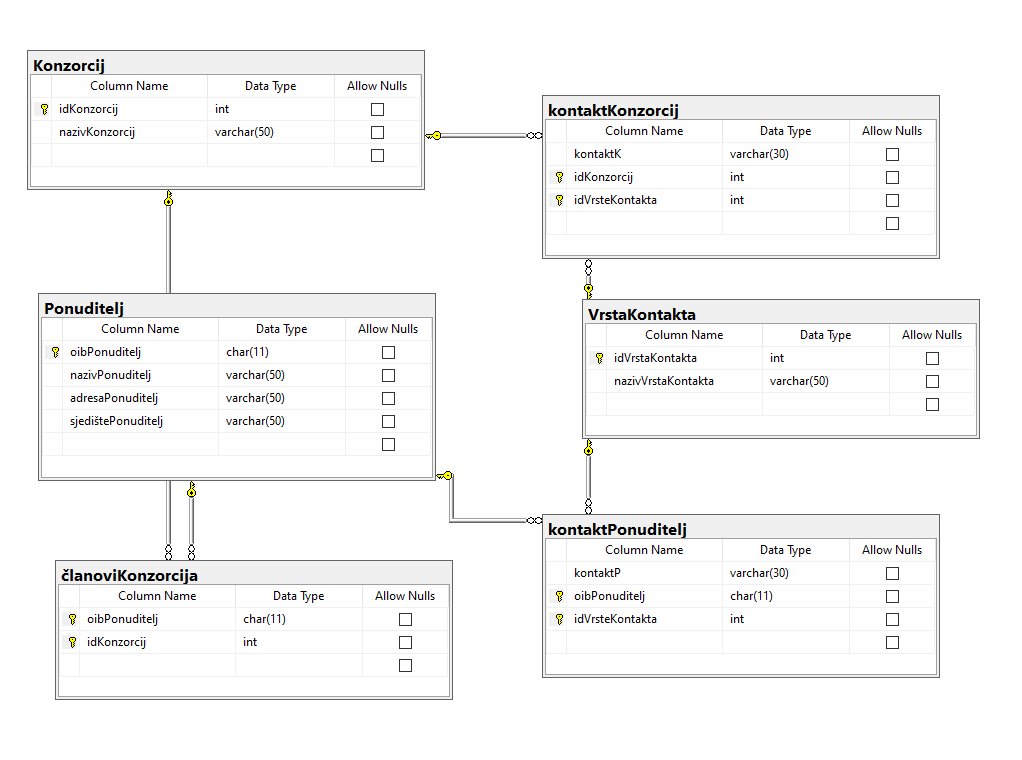 Konzorcij
Column Name Data Type Allow Nulls
idKonzorcij int
nazivKonzorcij varchar(50)
kontaktKonzorcij
Column Name Data Type Allow Nulls
kontaktK varchar(30)
idKonzorcij int
idVrsteKontakta int
Ponuditelj
Column Name Data Type Allow Nulls
oibPonuditelj char(11)
nazivPonuditelj varchar(50)
adresaPonuditelj varchar(50)
sjedištePonuditelj varchar(50)
VrstaKontakta
Column Name Data Type Allow Nulls
idVrstaKontakta int
nazivVrstaKontakta varchar(50)
kontaktPonuditelj
Column Name Data Type Allow Nulls
kontaktP varchar(30)
oibPonuditelj char(11)
idVrsteKontakta int
članoviKonzorcija
Column Name Data Type Allow Nulls
oibPonuditelj char(11)
idKonzorcij int